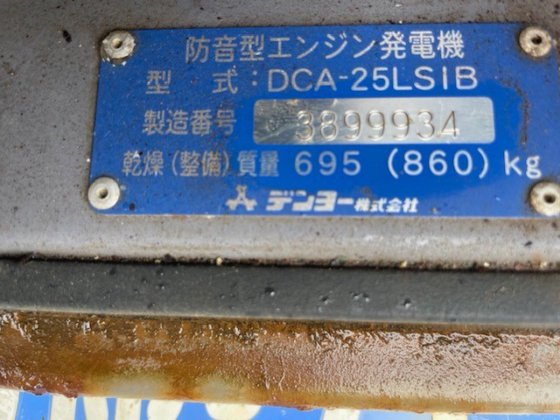 防音型エンジン発電機
型 式:DCA-25LSIB
製造番号 3899934
乾燥(整備)質量 695 (860)kg
デンヨー株式会社